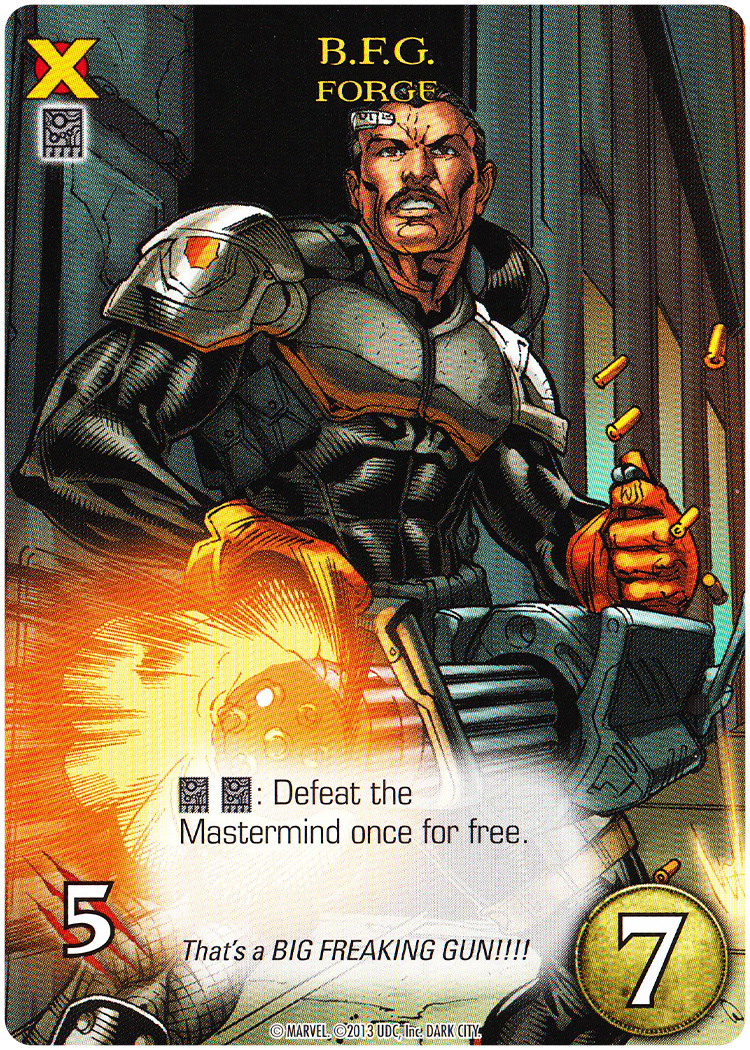 B.F.G.
FORGE
: Defeat the
Mastermind once for free.
5
That's a BIG FREAKING GUN!!!!
7
© MARVEL. ©2013 UDC, Inc. DARK CITY.